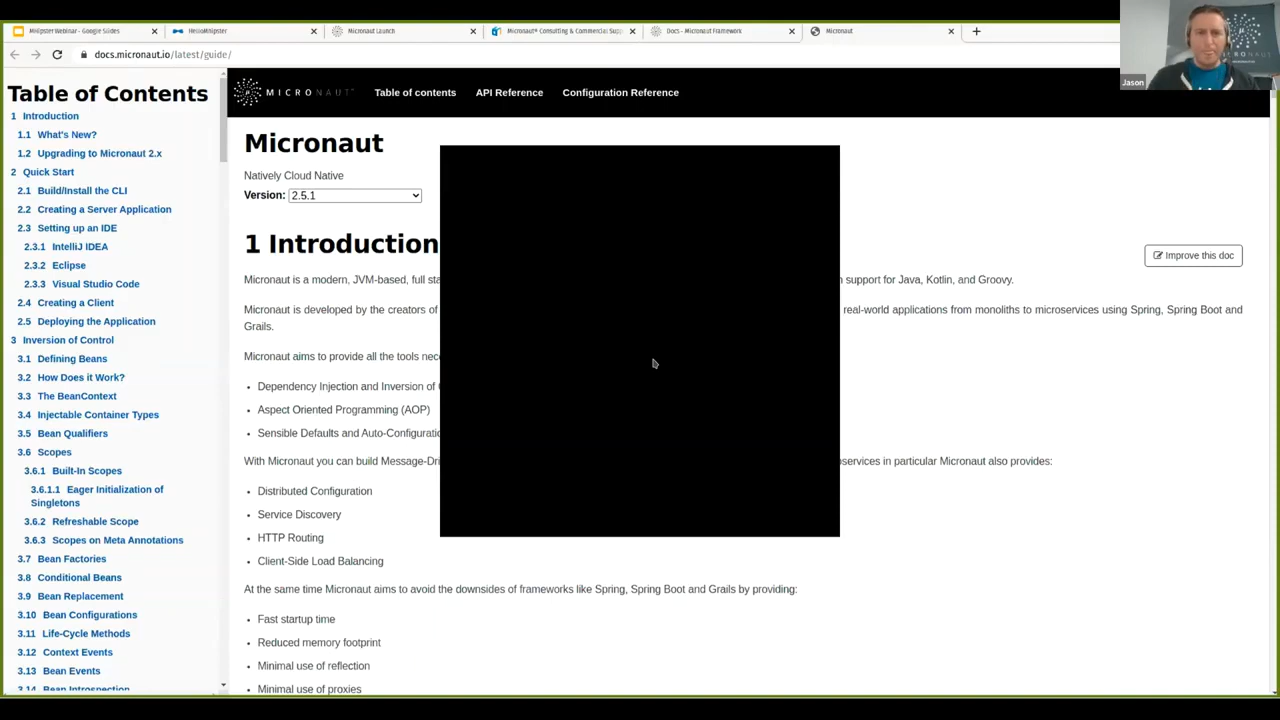 MHipster Webinar - Google Slides
HelloMhipster
Micronaut Launch
Micronaut® Consulting & Commercial Supp
Docs - Micronaut Framework
Micronaut
docs.micronaut.io/latest/guide/
Jason
Table of Contents
1 Introduction
1.1 What's New?
1.2 Upgrading to Micronaut 2.x
2 Quick Start
2.1 Build/Install the CLI
2.2 Creating a Server Application
2.3 Setting up an IDE
2.3.1 IntelliJ IDEA
2.3.2 Eclipse
2.3.3 Visual Studio Code
2.4 Creating a Client
2.5 Deploying the Application
3 Inversion of Control
3.1 Defining Beans
3.2 How Does it Work?
3.3 The BeanContext
3.4 Injectable Container Types
3.5 Bean Qualifiers
3.6 Scopes
3.6.1 Built-In Scopes
3.6.1.1 Eager Initialization of
Singletons
3.6.2 Refreshable Scope
3.6.3 Scopes on Meta Annotations
3.7 Bean Factories
3.8 Conditional Beans
3.9 Bean Replacement
3.10 Bean Configurations
3.11 Life-Cycle Methods
3.12 Context Events
3.13 Bean Events
3.14 Bean Introspection
MICRONAUT
Table of contents
API Reference
Configuration Reference
Micronaut
Natively Cloud Native
Version: 2.5.1
1 Introduction
Improve this doc
Micronaut is a modern, JVM-based, full sta
support for Java, Kotlin, and Groovy.
Micronaut is developed by the creators of
real-world applications from monoliths to microservices using Spring, Spring Boot and
Grails.
Micronaut aims to provide all the tools nec
Dependency Injection and Inversion of
Aspect Oriented Programming (AOP)
Sensible Defaults and Auto-Configuratio
With Micronaut you can build Message-Dri
services in particular Micronaut also provides:
Distributed Configuration
Service Discovery
HTTP Routing
Client-Side Load Balancing
At the same time Micronaut aims to avoid the downsides of frameworks like Spring, Spring Boot and Grails by providing:
Fast startup time
Reduced memory footprint
Minimal use of reflection
Minimal use of proxies